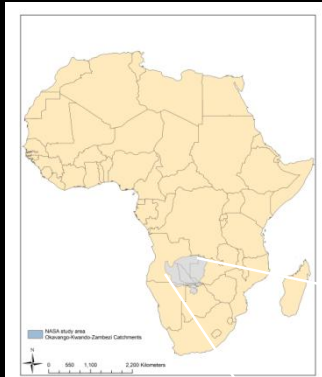 NASA study area
Okavango-Kwando-Zambezi Catchments
N
0 550 1,100 2,200 Kilometers